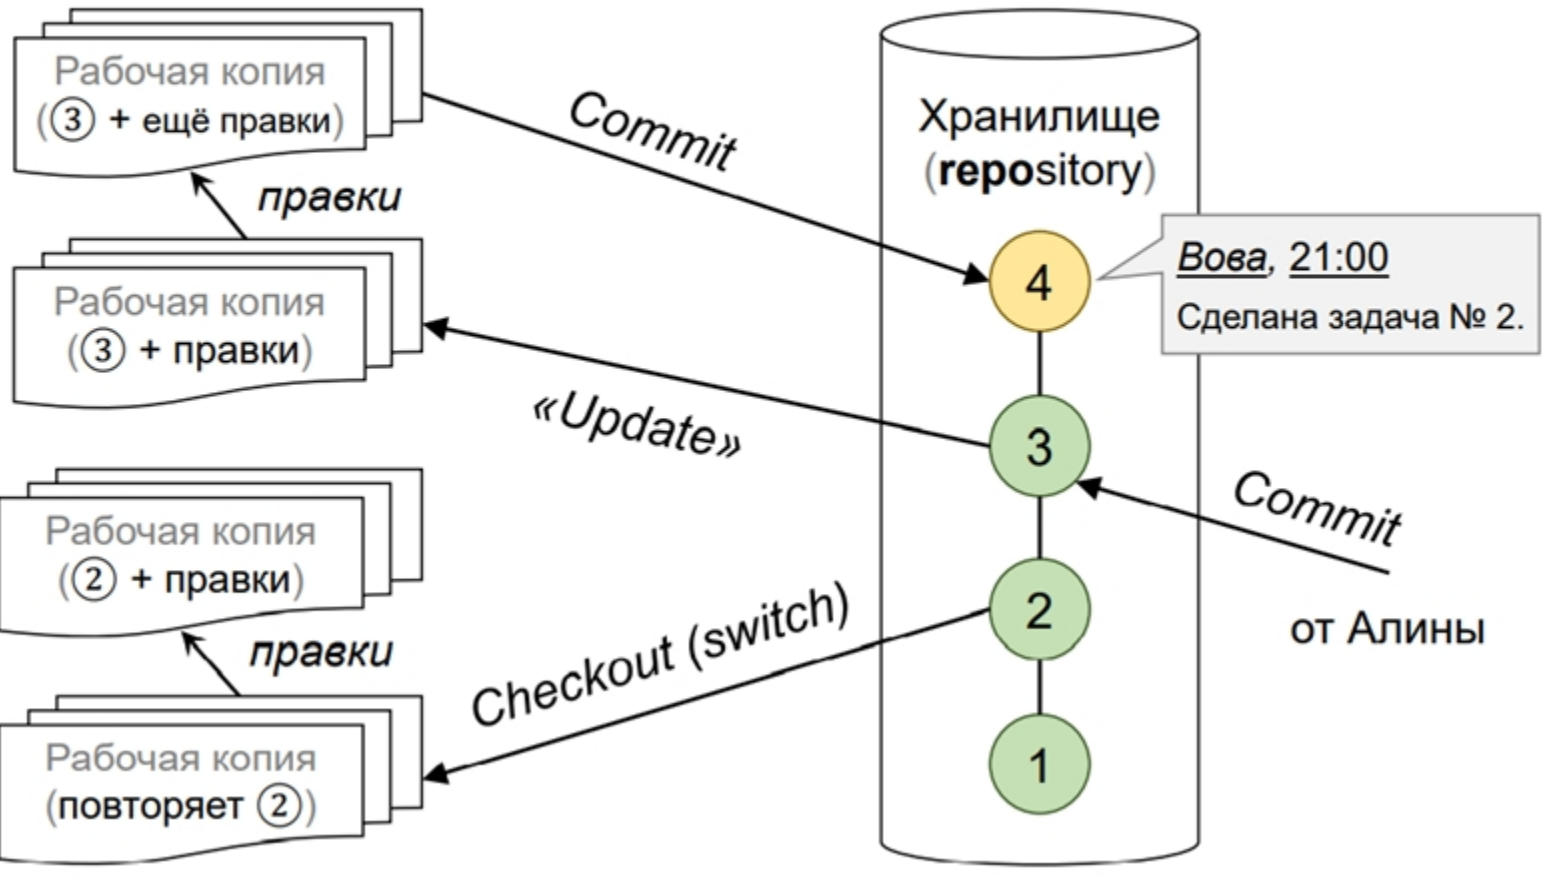 Рабочая копия
(③ + ещё правки)
правки
Рабочая копия
(③ + правки)
Рабочая копия
(② + правки)
правки
Рабочая копия
(повторяет ②)
Commit
«Update»
Checkout (switch)
Хранилище
(repository)
4
3
2
1
Вова, 21:00
Сделана задача № 2.
Commit
от Алины